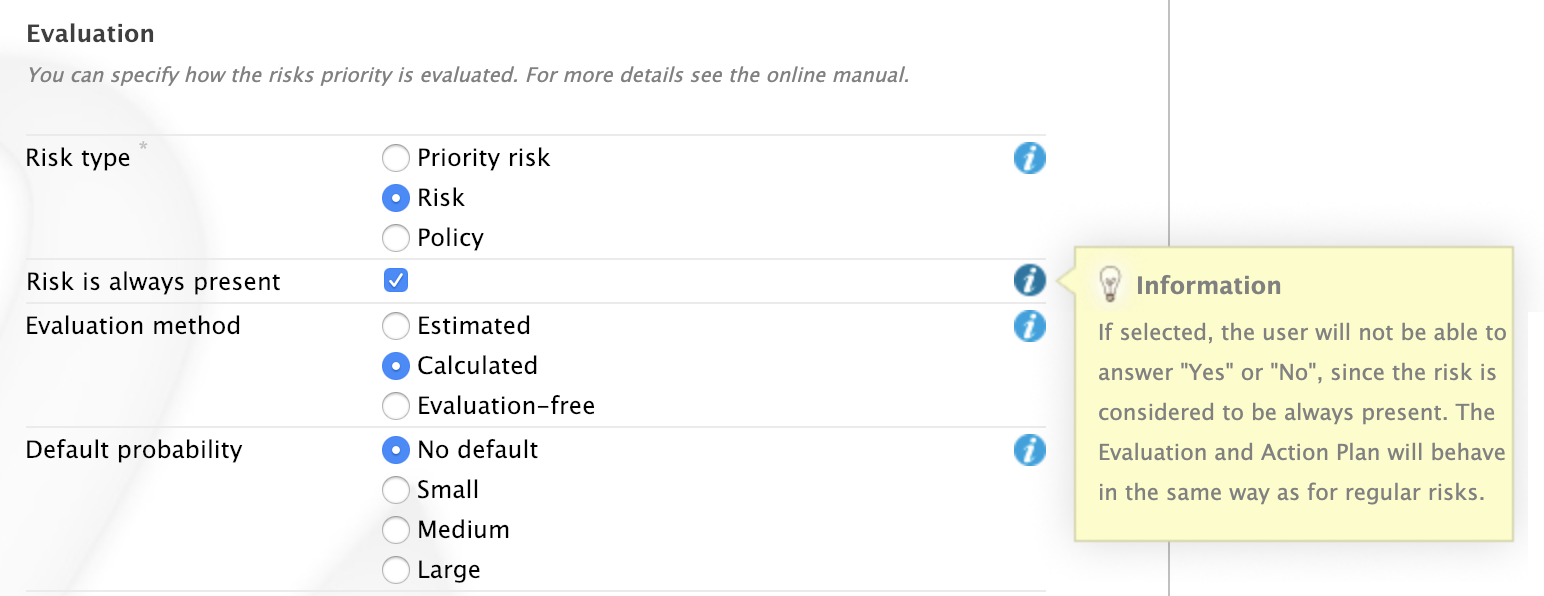 Evaluation
You can specify how the risks priority is evaluated. For more details see the online manual.
Risk type *
Priority risk
Risk
Policy
Risk is always present
Evaluation method
Estimated
Calculated
Evaluation-free
Default probability
No default
Small
Medium
Large
Information
If selected, the user will not be able to
answer "Yes" or "No", since the risk is
considered to be always present. The
Evaluation and Action Plan will behave
in the same way as for regular risks.